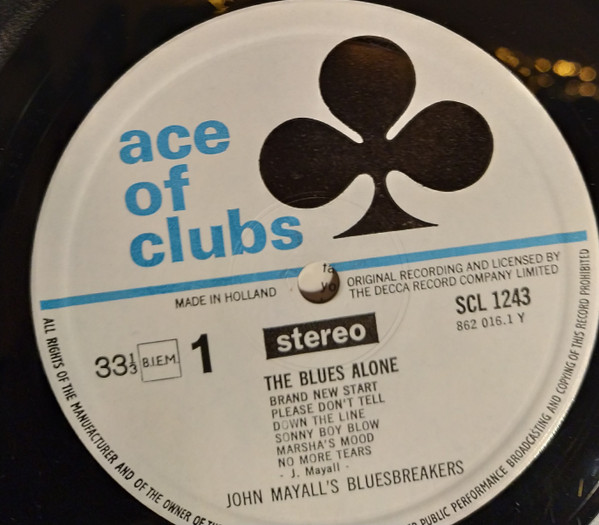 ace
of
clubs
MADE IN HOLLAND
ORIGINAL RECORDING AND LICENSED BY
THE DECCA RECORD COMPANY LIMITED
SCL 1243
862 016.1 Y
33⅓
B.I.E.M.
1
stereo
THE BLUES ALONE
BRAND NEW START
PLEASE DON'T TELL
DOWN THE LINE
SONNY BOY BLOW
MARSHA'S MOOD
NO MORE TEARS
- J. Mayall -
JOHN MAYALL'S BLUESBREAKERS
ALL RIGHTS OF THE MANUFACTURER AND OF THE OWNER OF
PUBLIC PERFORMANCE BROADCASTING AND COPYING OF THIS RECORD PROHIBITED